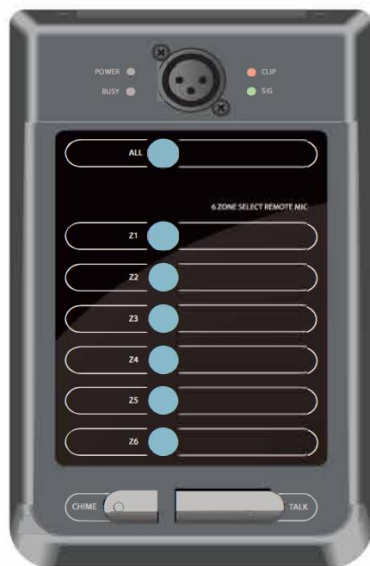 POWER CLIP
BUSY SIG
ALL
6 ZONE SELECT REMOTE MIC
Z1
Z2
Z3
Z4
Z5
Z6
CHIME TALK